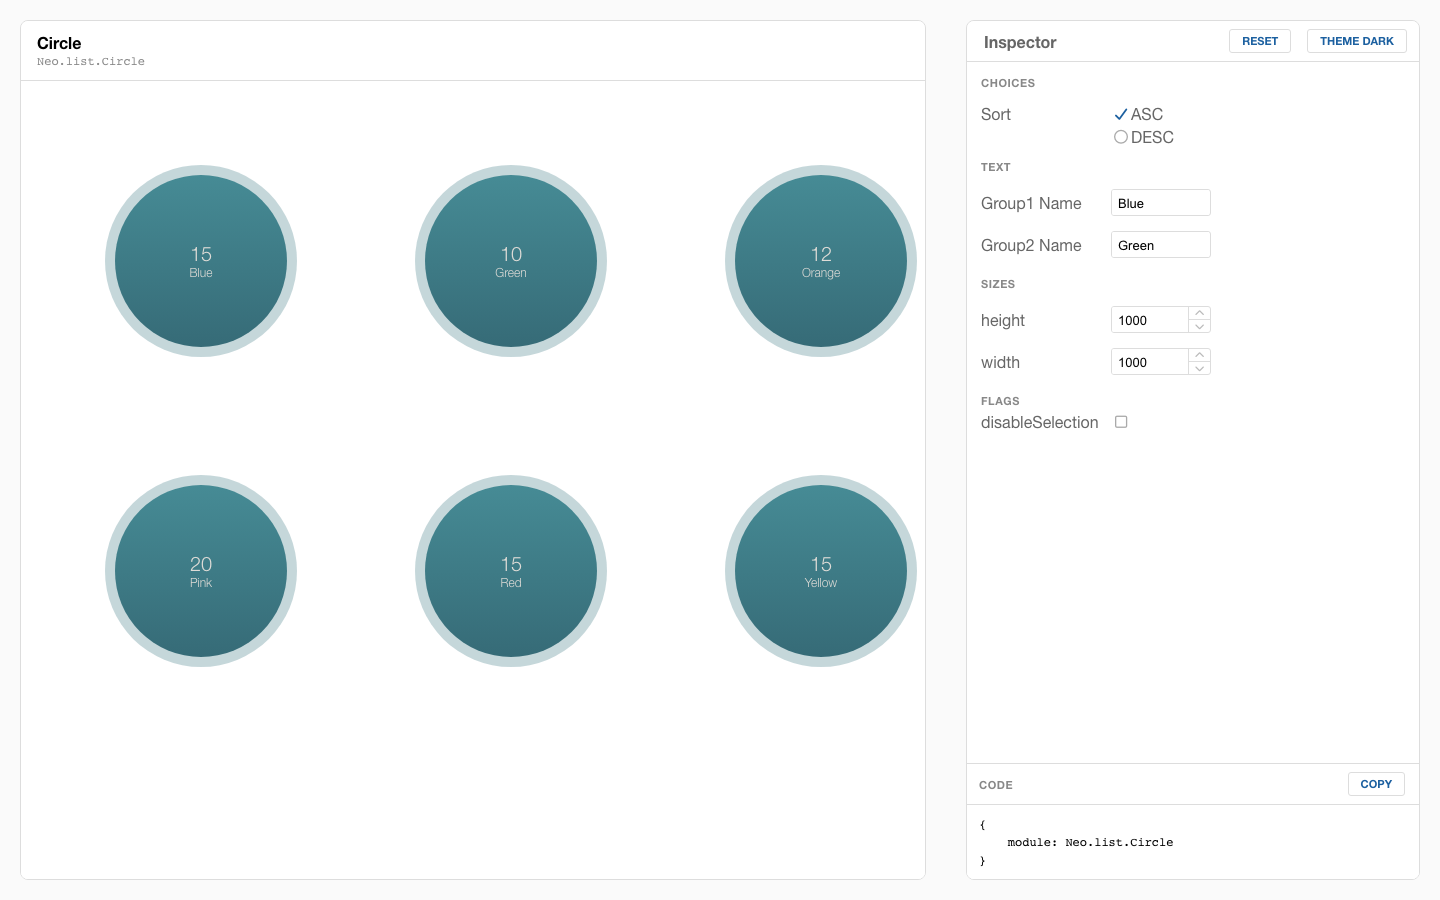 Circle
Neo.list.Circle
15
Blue
10
Green
12
Orange
20
Pink
15
Red
15
Yellow
Inspector
RESET
THEME DARK
CHOICES
Sort
ASC
DESC
TEXT
Group1 Name
Blue
Group2 Name
Green
SIZES
height
1000
width
1000
FLAGS
disableSelection
CODE
COPY
{
    module: Neo.list.Circle
}